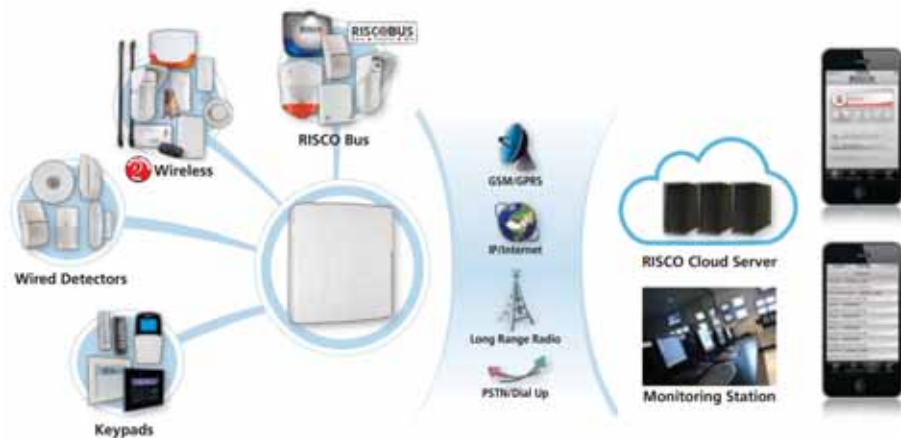 RISCOBUS
RISCO Bus
2 Wireless
Wired Detectors
Keypads
GSM/GPRS
IP/Internet
Long Range Radio
PSTN/Dial Up
RISCO Cloud Server
Monitoring Station